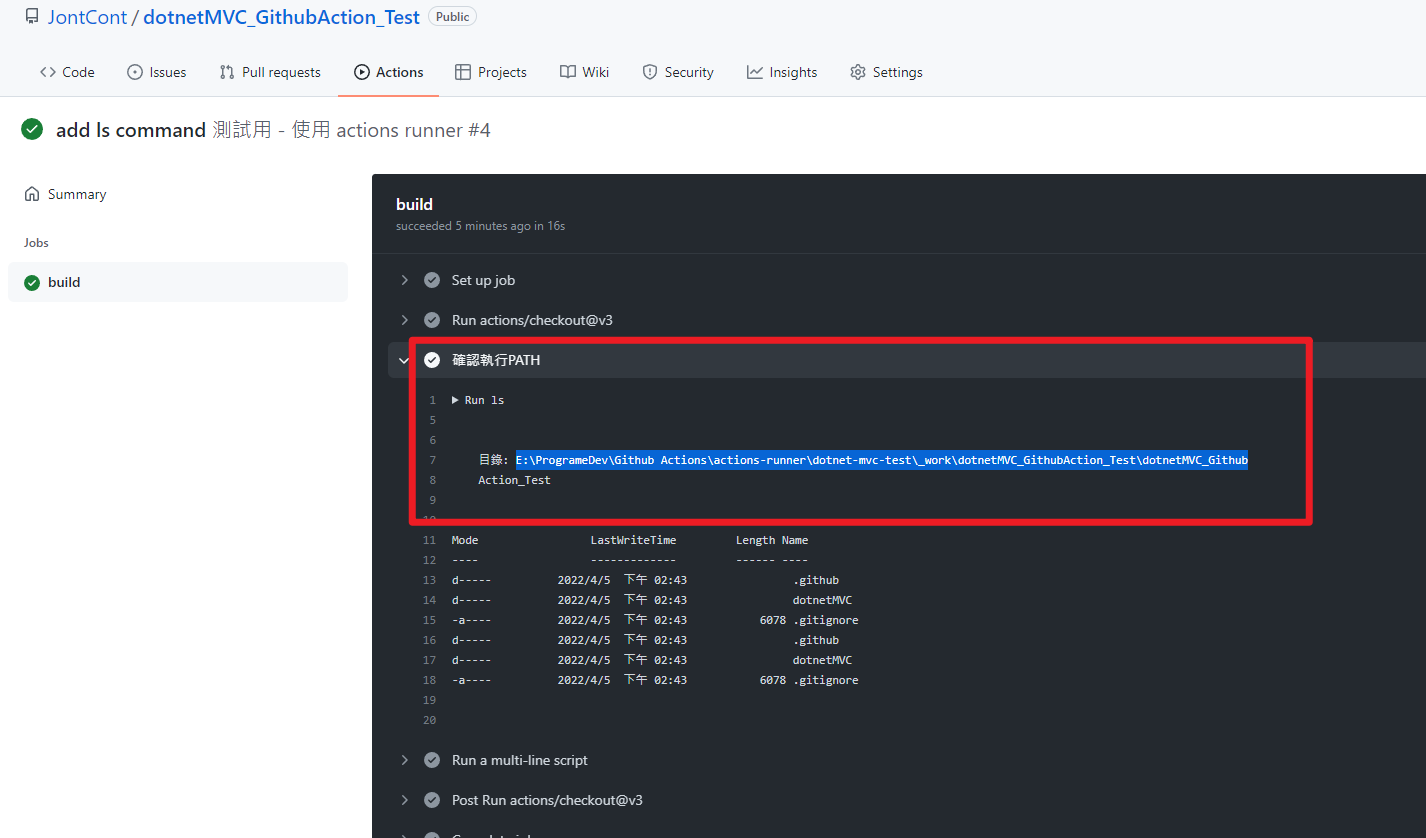 JontCont / dotnetMVC_GithubAction_Test Public
Code Issues Pull requests Actions Projects Wiki Security Insights Settings
add ls command 測試用 - 使用 actions runner #4
Summary
Jobs
build
build
succeeded 5 minutes ago in 16s
Set up job
Run actions/checkout@v3
確認執行PATH
1 Run ls
5
6
7 目錄: E:\ProgrameDev\Github Actions\actions-runner\dotnet-mvc-test\_work\dotnetMVC_GithubAction_Test\dotnetMVC_Github
8 Action_Test
9
10
11 Mode LastWriteTime Length Name
12 ---- ------------- ------ ----
13 d----- 2022/4/5 下午 02:43 .github
14 d----- 2022/4/5 下午 02:43 dotnetMVC
15 -a---- 2022/4/5 下午 02:43 6078 .gitignore
16 d----- 2022/4/5 下午 02:43 .github
17 d----- 2022/4/5 下午 02:43 dotnetMVC
18 -a---- 2022/4/5 下午 02:43 6078 .gitignore
19
20
Run a multi-line script
Post Run actions/checkout@v3